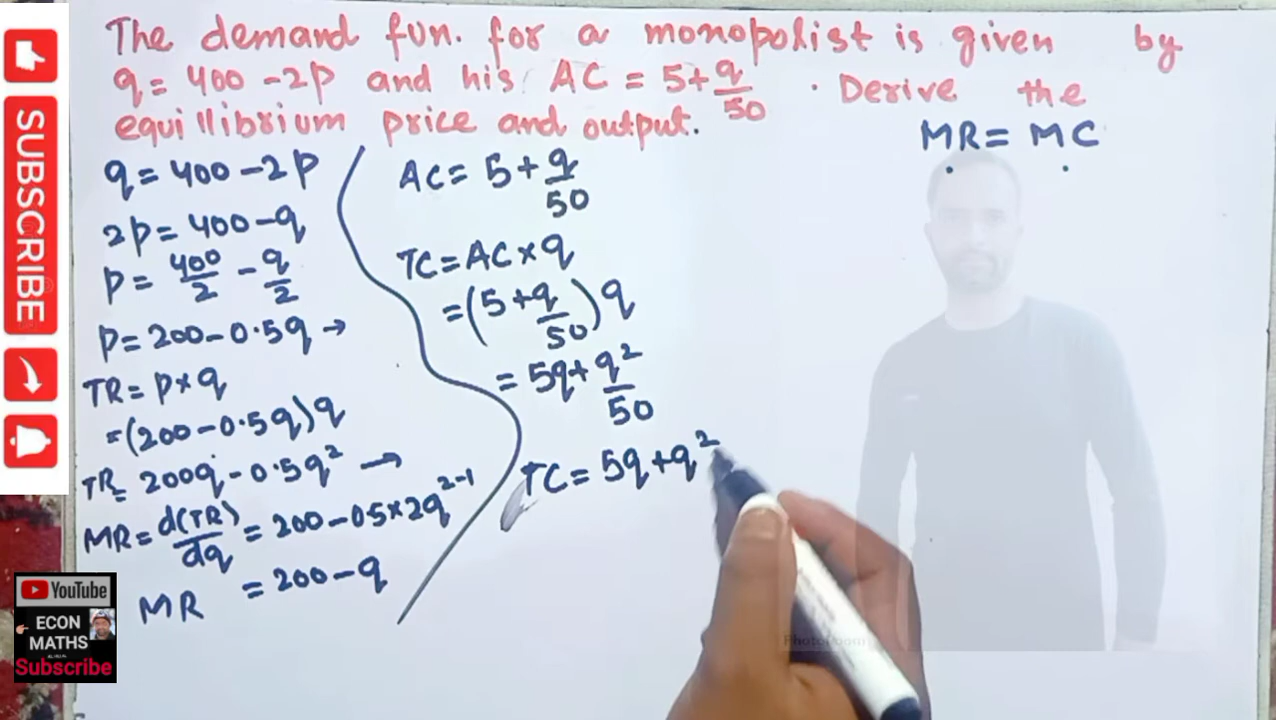 The demand fun. for a monopolist is given by
q = 400 - 2p and his AC = 5 + q/50 . Derive the
equillibrium price and output.
MR = MC
q = 400 - 2p
2p = 400 - q
p = 400/2 - q/2
p = 200 - 0.5q →
TR = p × q
= (200 - 0.5q) q
TR = 200q - 0.5q² →
MR = d(TR)/dq = 200 - 0.5 × 2q²⁻¹
MR = 200 - q
AC = 5 + q/50
TC = AC × q
= (5 + q/50) q
= 5q + q²/50
TC = 5q + q²
SUBSCRIBE
YouTube
ECON
MATHS
Subscribe
PhotoRoom